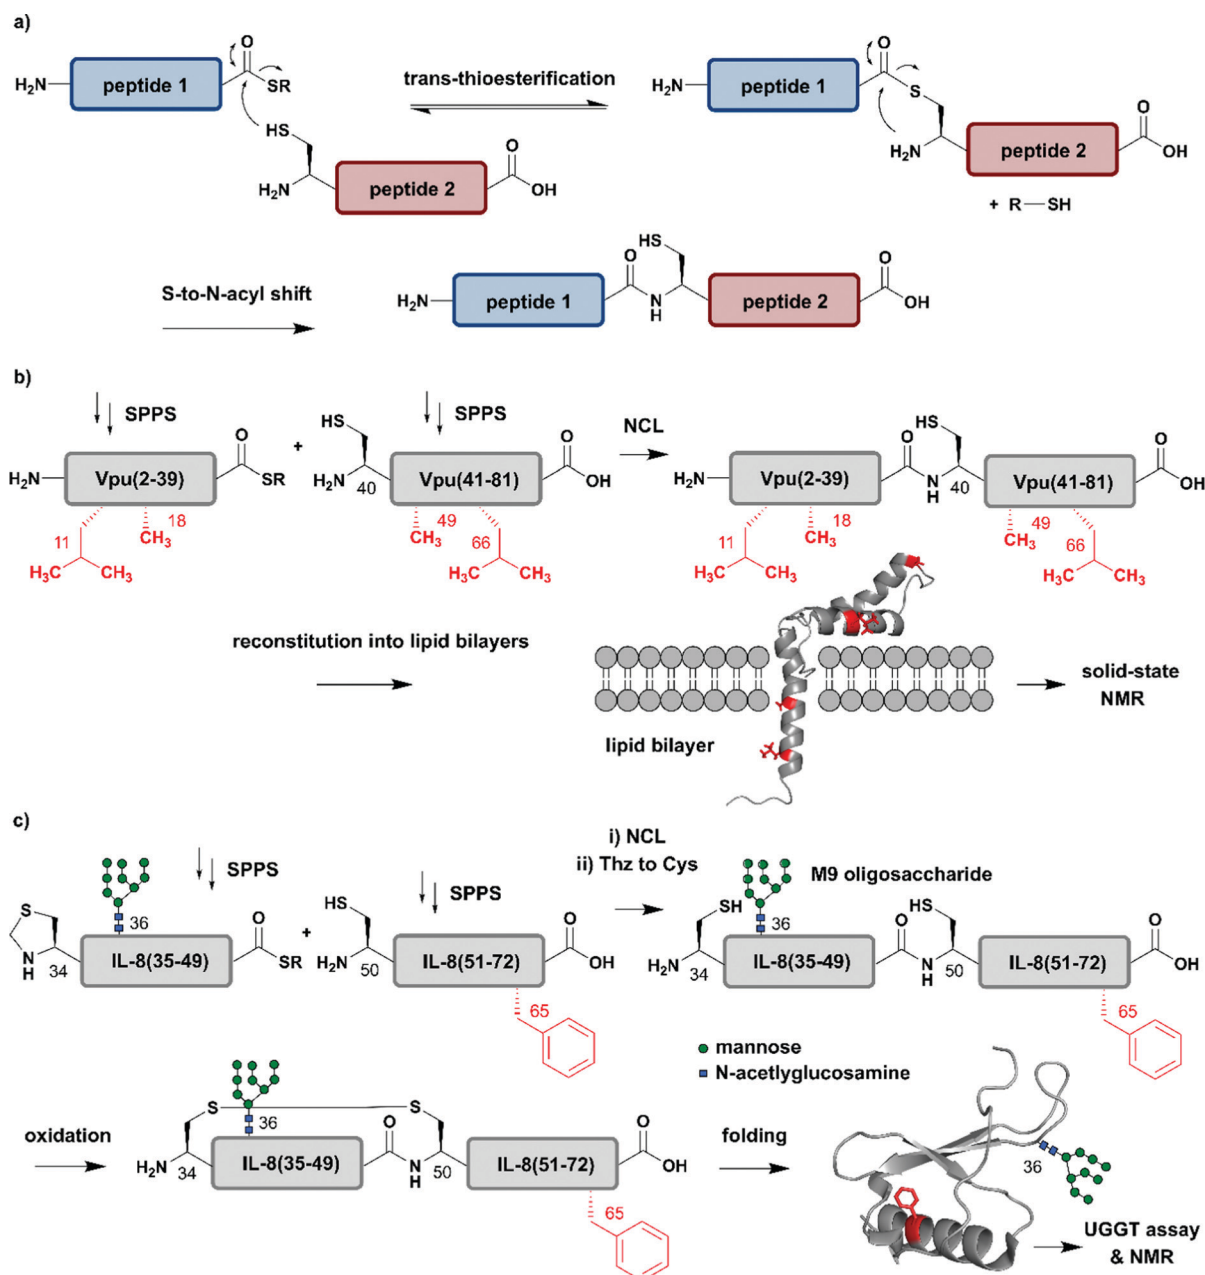 a)
H₂N
peptide 1
O
SR
trans-thioesterification
H₂N
peptide 1
O
S
HS
H₂N
peptide 2
O
OH
H₂N
peptide 2
O
OH
+ R—SH
S-to-N-acyl shift
H₂N
peptide 1
O
N
H
HS
peptide 2
O
OH
b)
SPPS
H₂N
Vpu(2-39)
O
SR
11
18
CH₃
H₃C
CH₃
+
HS
H₂N
40
SPPS
Vpu(41-81)
O
OH
49
CH₃
66
H₃C
CH₃
NCL
H₂N
Vpu(2-39)
O
N
H
HS
40
Vpu(41-81)
O
OH
11
18
CH₃
H₃C
CH₃
49
CH₃
66
H₃C
CH₃
reconstitution into lipid bilayers
lipid bilayer
solid-state
NMR
c)
SPPS
S
N
H
34
36
IL-8(35-49)
O
SR
+
HS
H₂N
50
SPPS
IL-8(51-72)
O
OH
65
i) NCL
ii) Thz to Cys
M9 oligosaccharide
SH
H₂N
34
36
IL-8(35-49)
O
N
H
HS
50
IL-8(51-72)
O
OH
65
mannose
N-acetlyglucosamine
oxidation
S
S
H₂N
34
36
IL-8(35-49)
O
N
H
50
IL-8(51-72)
O
OH
65
folding
36
UGGT assay
& NMR